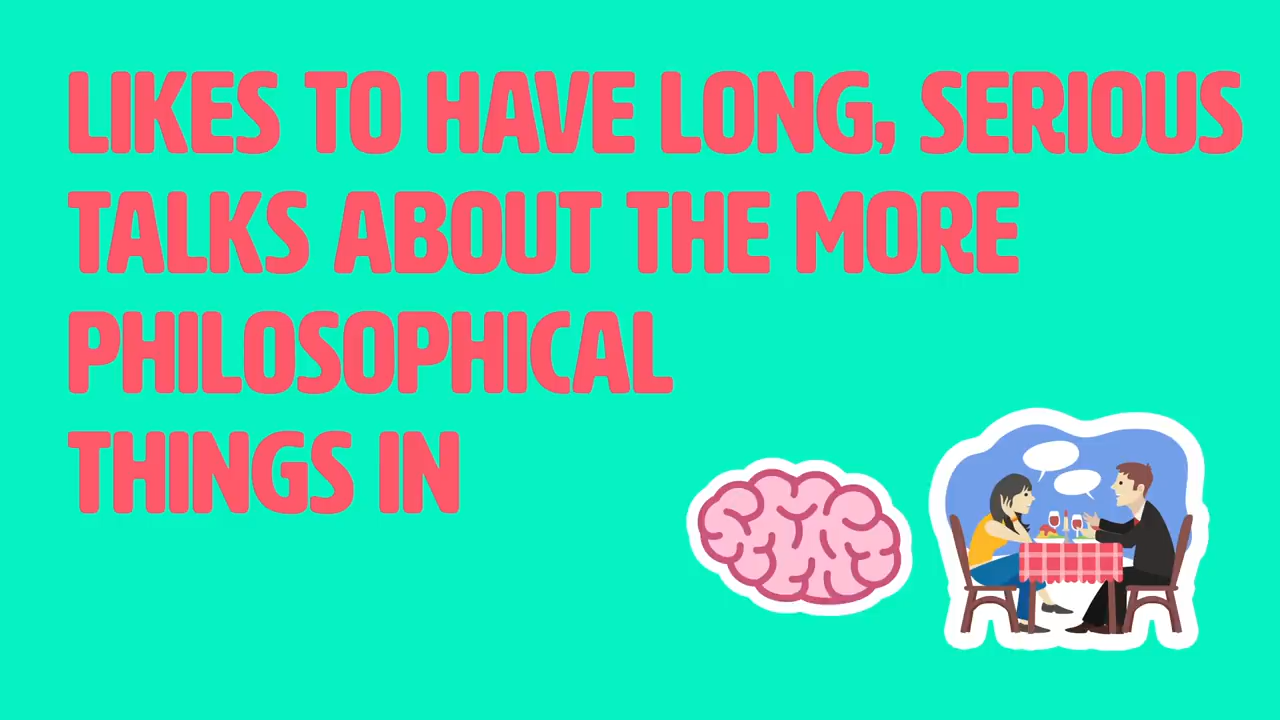 LIKES TO HAVE LONG, SERIOUS
TALKS ABOUT THE MORE
PHILOSOPHICAL
THINGS IN